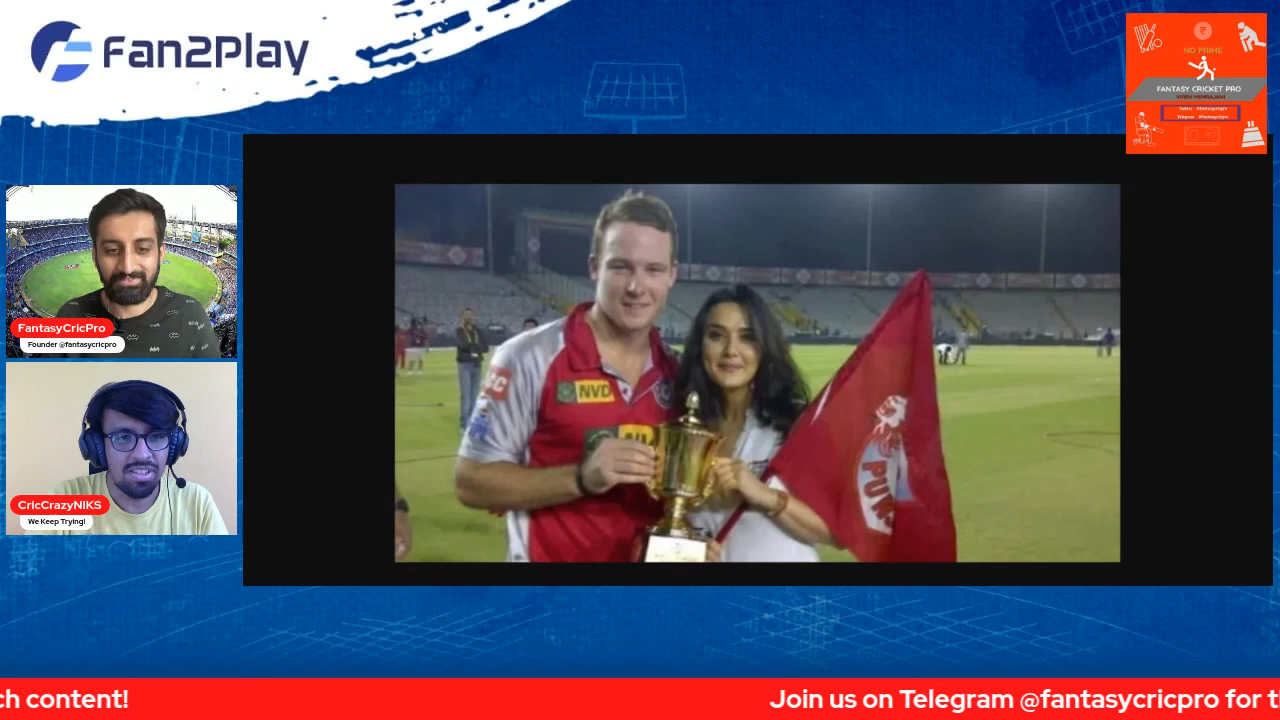 Fan2Play
NO PRIME
FANTASY CRICKET PRO
FantasyCricPro
Founder @fantasycricpro
CricCrazyNIKS
We Keep Trying!
NVD
ch content!
Join us on Telegram @fantasycricpro for t